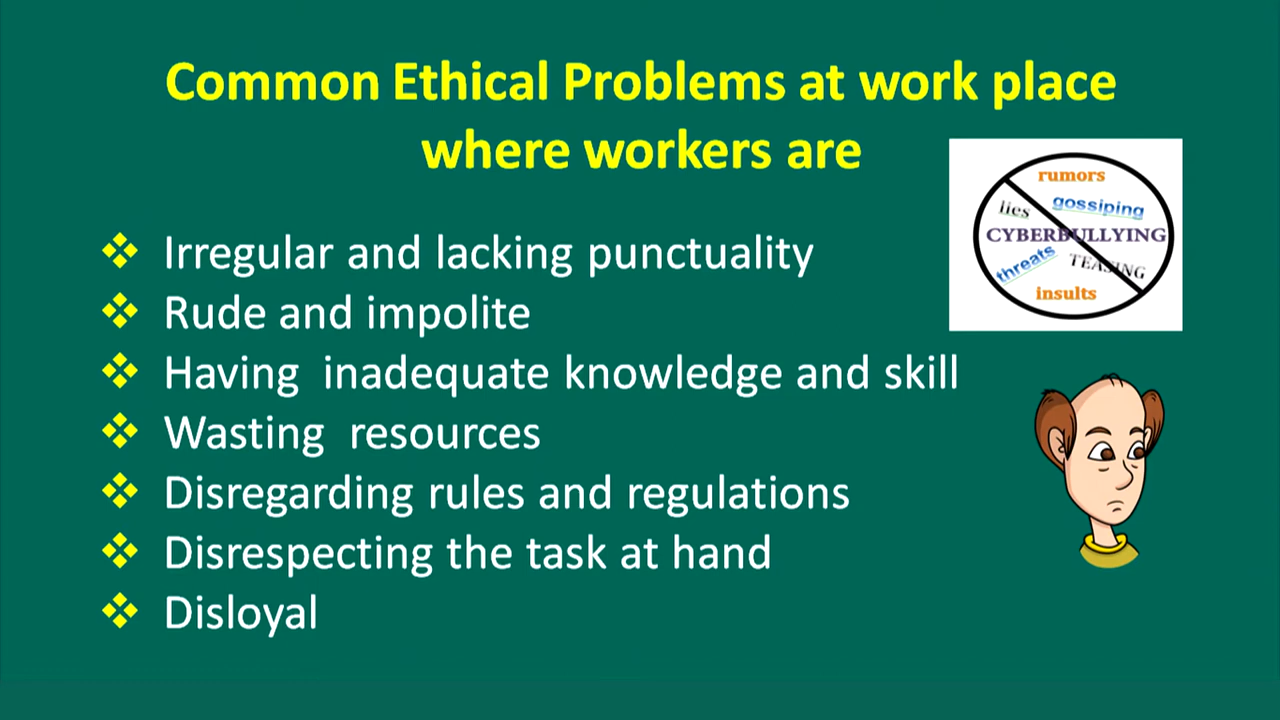 Common Ethical Problems at work place
where workers are
Irregular and lacking punctuality
Rude and impolite
Having inadequate knowledge and skill
Wasting resources
Disregarding rules and regulations
Disrespecting the task at hand
Disloyal
rumors
lies
gossiping
CYBERBULLYING
threats
TEASING
insults